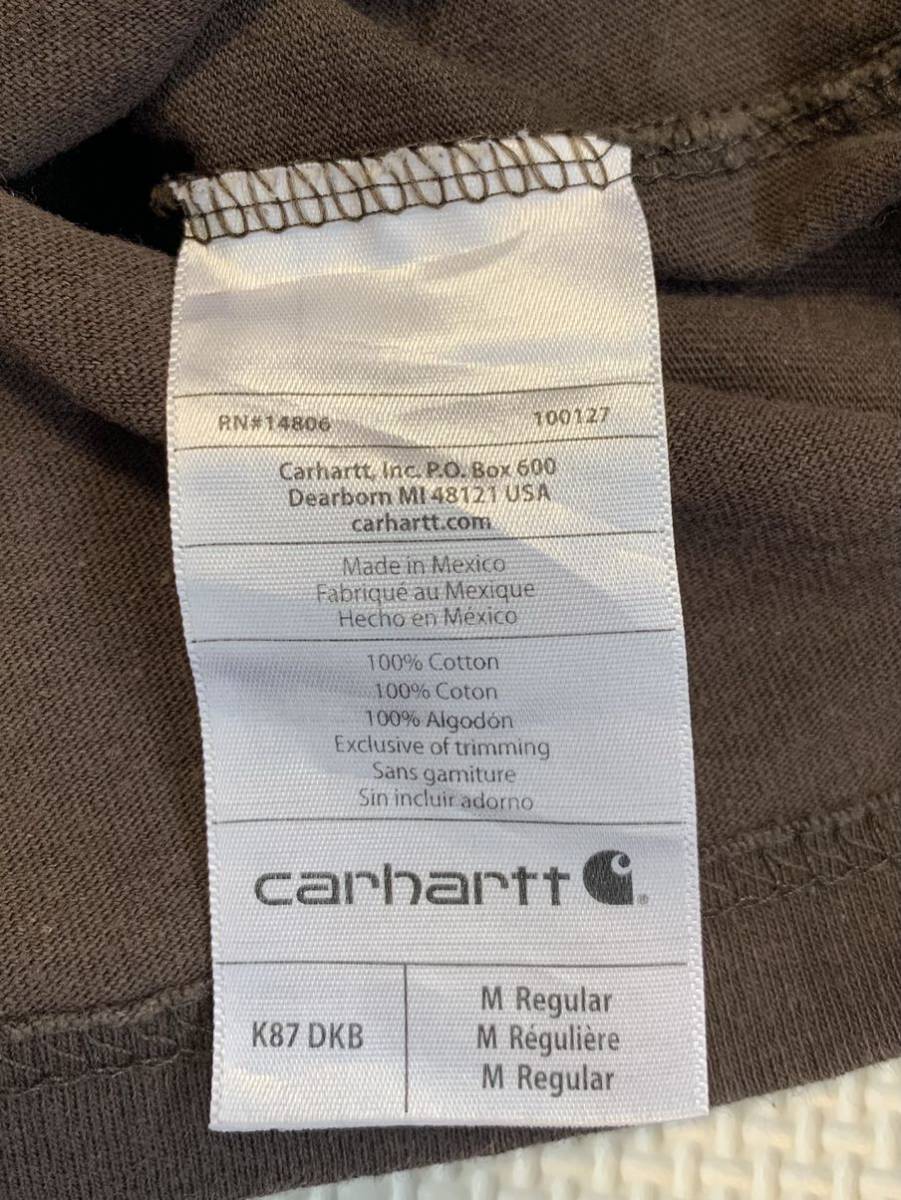 RN#14806 100127
Carhartt, Inc. P.O. Box 600
Dearborn MI 48121 USA
carhartt.com
Made in Mexico
Fabriqué au Mexique
Hecho en México
100% Cotton
100% Coton
100% Algodón
Exclusive of trimming
Sans garniture
Sin incluir adorno
carhartt
K87 DKB
M Regular
M Régulière
M Regular